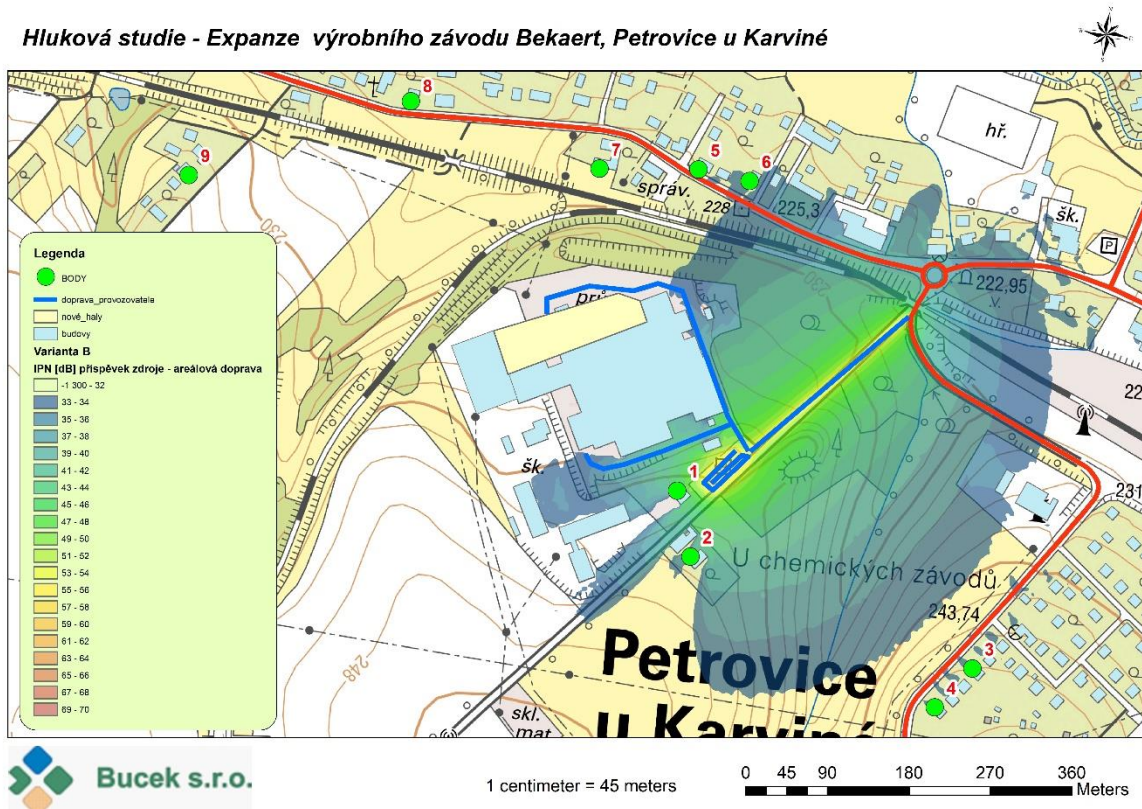 Hluková studie - Expanze výrobního závodu Bekaert, Petrovice u Karviné
8
9
7
5
6
hř.
správ.
228
225,3
šk.
P
230
230
222,95
prů
22
Legenda
BODY
doprava_provozovatele
nové_haly
budovy
Varianta B
IPN [dB] příspěvek zdroje - areálová doprava
-1 300 - 32
33 - 34
35 - 36
37 - 38
39 - 40
41 - 42
43 - 44
45 - 46
47 - 48
49 - 50
51 - 52
53 - 54
55 - 56
57 - 58
59 - 60
61 - 62
63 - 64
65 - 66
67 - 68
69 - 70
šk.
1
2
231
U chemických závodů
243,74
3
4
248
Petrovice
u Karviné
skl.
mat.
Bucek s.r.o.
1 centimeter = 45 meters
0 45 90 180 270 360
Meters